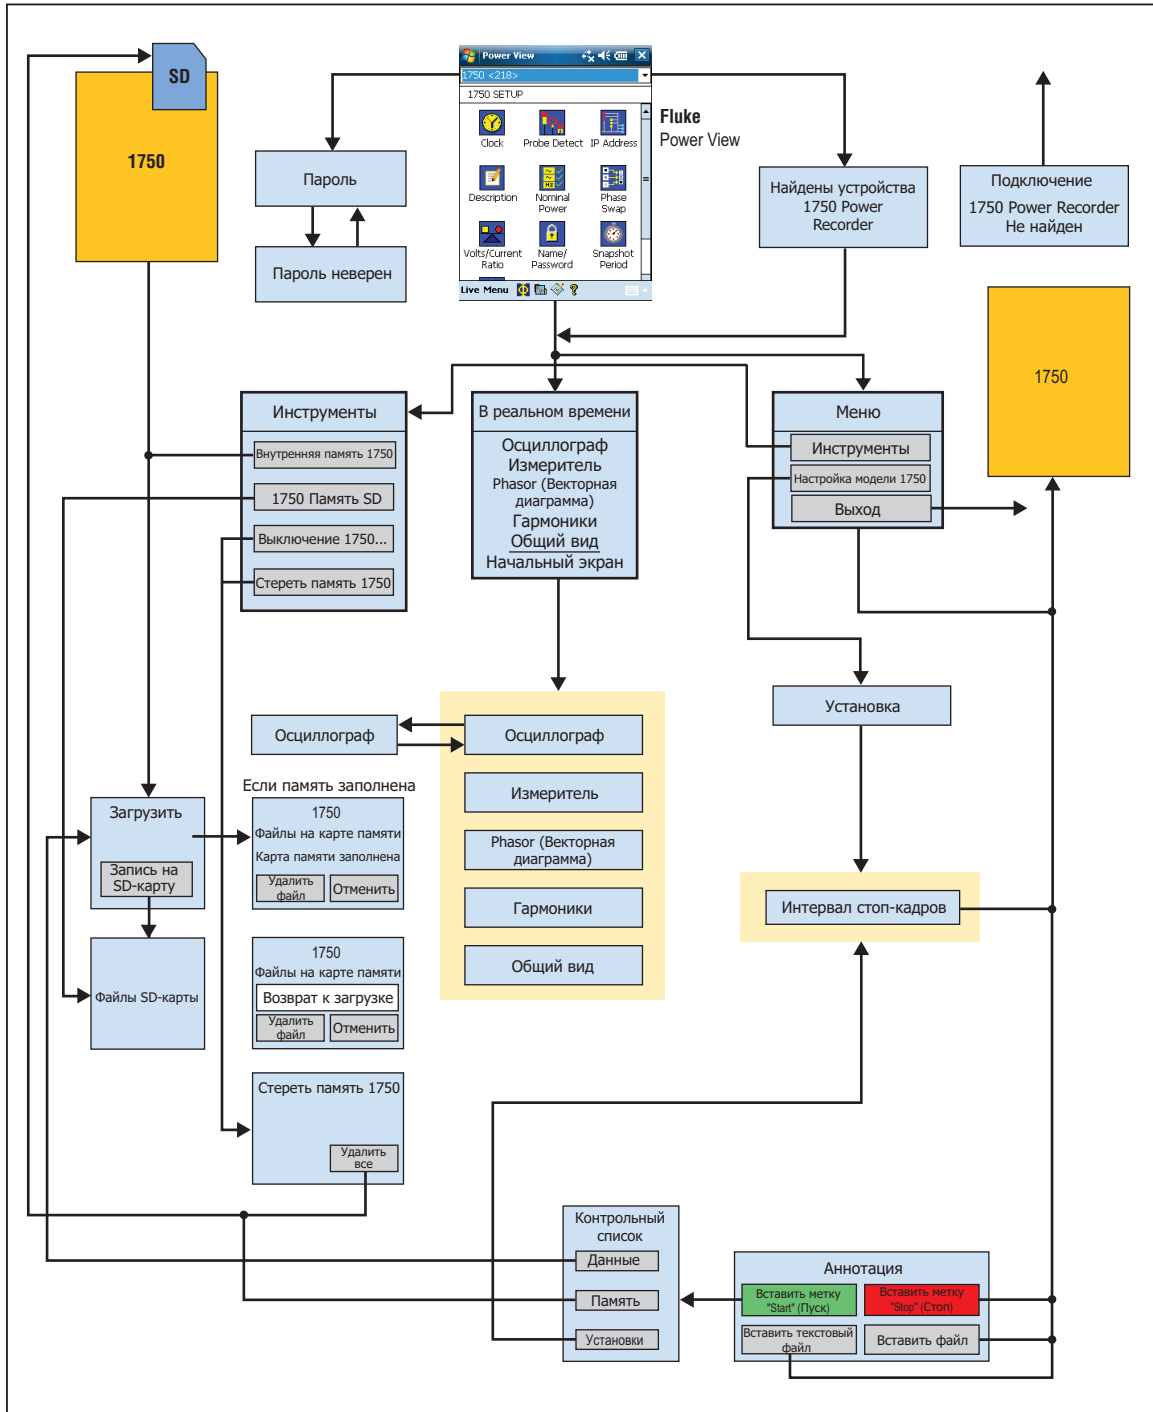 SD
1750
Power View
1750 <218>
1750 SETUP
Clock
Probe Detect
IP Address
Description
Nominal
Power
Phase
Swap
Volts/Current
Ratio
Name/
Password
Snapshot
Period
Live Menu
Fluke
Power View
Пароль
Пароль неверен
Найдены устройства
1750 Power
Recorder
Подключение
1750 Power Recorder
Не найден
1750
Инструменты
Внутренняя память 1750
1750 Память SD
Выключение 1750...
Стереть память 1750
В реальном времени
Осциллограф
Измеритель
Phasor (Векторная
диаграмма)
Гармоники
Общий вид
Начальный экран
Меню
Инструменты
Настройка модели 1750
Выход
Осциллограф
Осциллограф
Измеритель
Phasor (Векторная
диаграмма)
Гармоники
Общий вид
Установка
Интервал стоп-кадров
Загрузить
Запись на
SD-карту
Файлы SD-карты
Если память заполнена
1750
Файлы на карте памяти
Карта памяти заполнена
Удалить
файл
Отменить
1750
Файлы на карте памяти
Возврат к загрузке
Удалить
файл
Отменить
Стереть память 1750
Удалить
все
Контрольный
список
Данные
Память
Установки
Аннотация
Вставить метку
"Start" (Пуск)
Вставить метку
"Stop" (Стоп)
Вставить текстовый
файл
Вставить файл